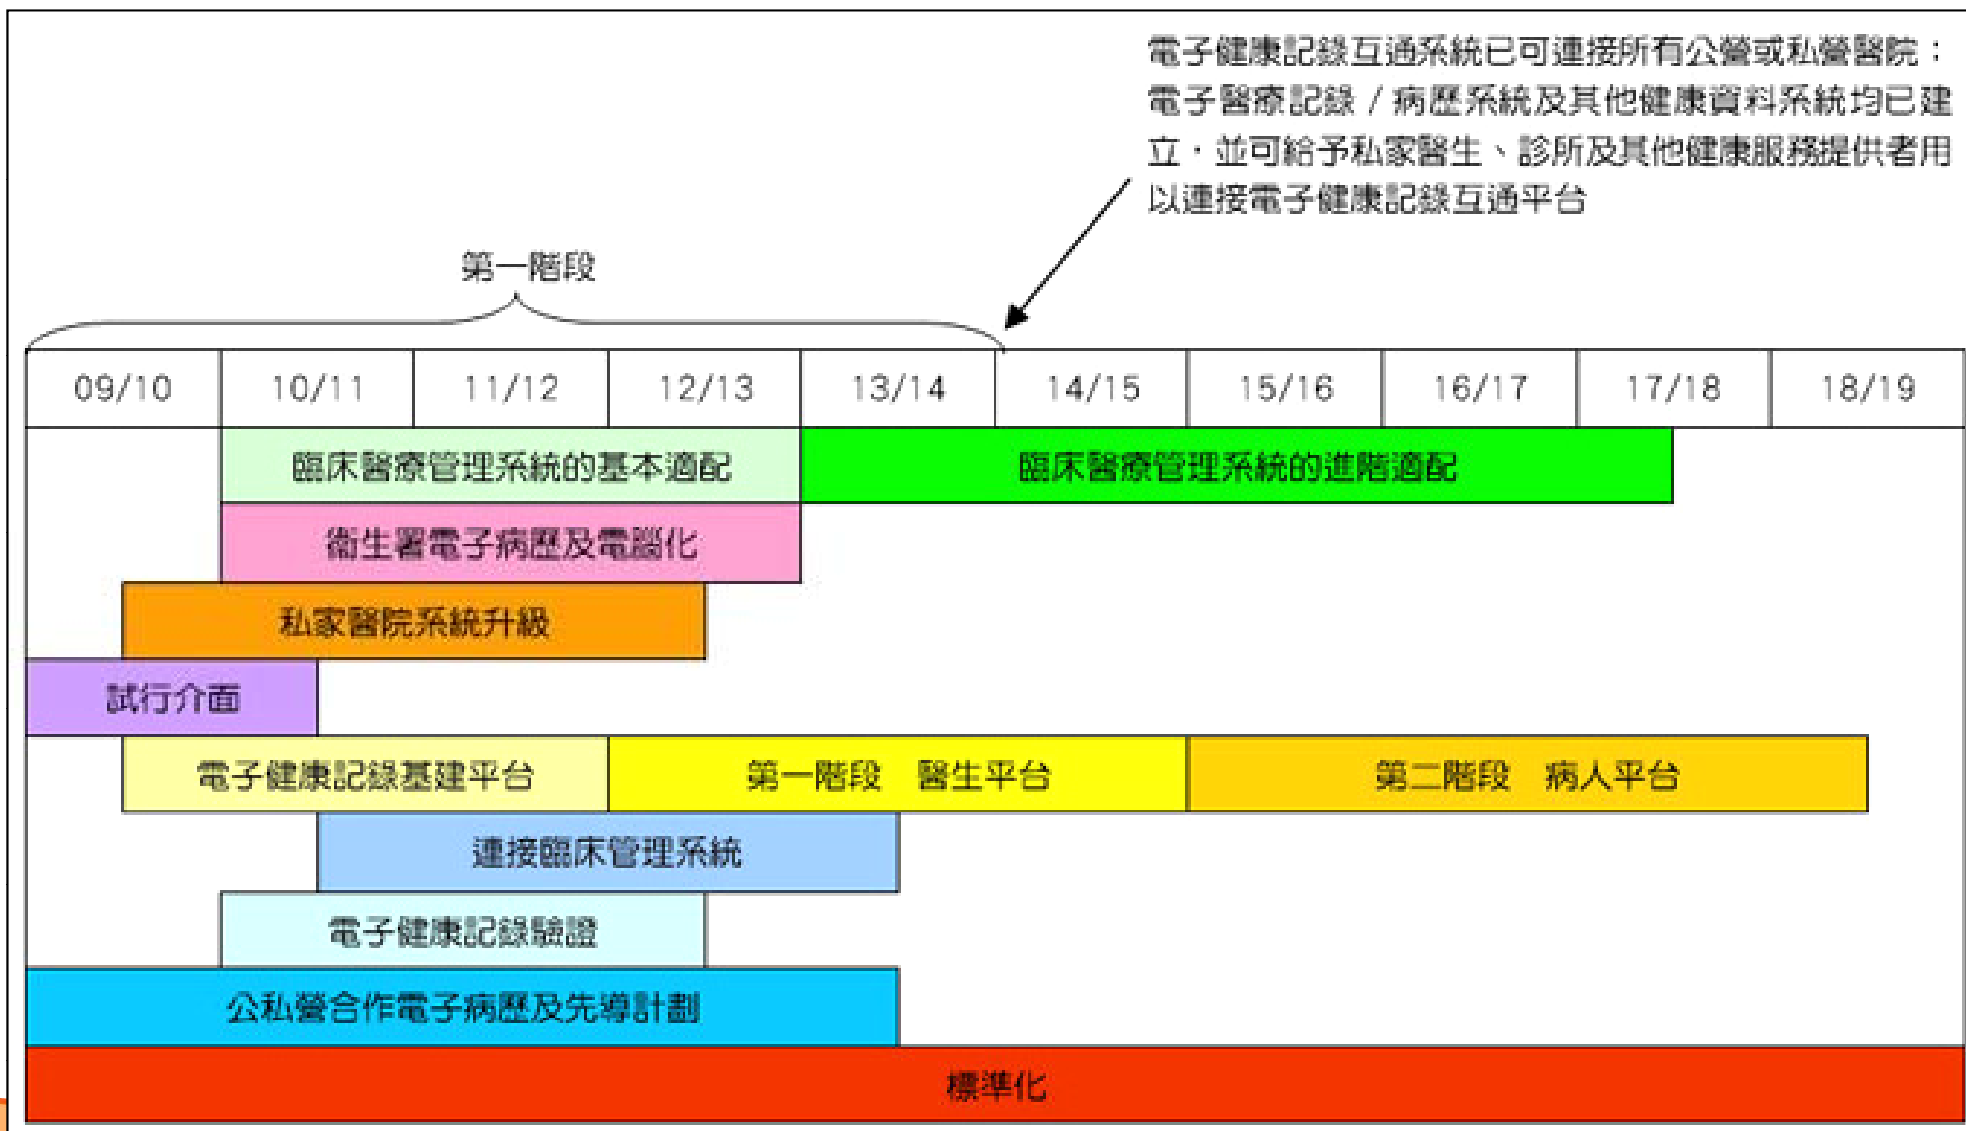 電子健康記錄互通系統已可連接所有公營或私營醫院；
電子醫療記錄 / 病歷系統及其他健康資料系統均已建
立，並可給予私家醫生、診所及其他健康服務提供者用
以連接電子健康記錄互通平台
第一階段
09/10 10/11 11/12 12/13 13/14 14/15 15/16 16/17 17/18 18/19
臨床醫療管理系統的基本適配 臨床醫療管理系統的進階適配
衞生署電子病歷及電腦化
私家醫院系統升級
試行介面
電子健康記錄基建平台 第一階段　醫生平台 第二階段　病人平台
連接臨床管理系統
電子健康記錄驗證
公私營合作電子病歷及先導計劃
標準化